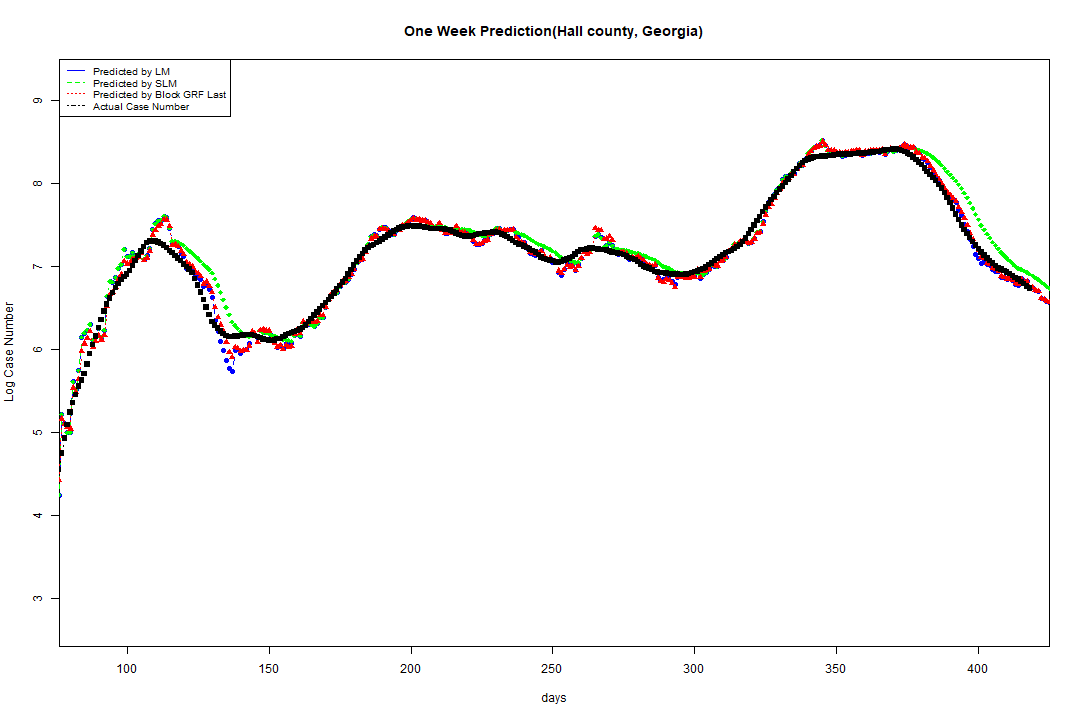 One Week Prediction(Hall county, Georgia)
Predicted by LM
Predicted by SLM
Predicted by Block GRF Last
Actual Case Number
9
8
7
6
5
4
3
Log Case Number
100 150 200 250 300 350 400
days